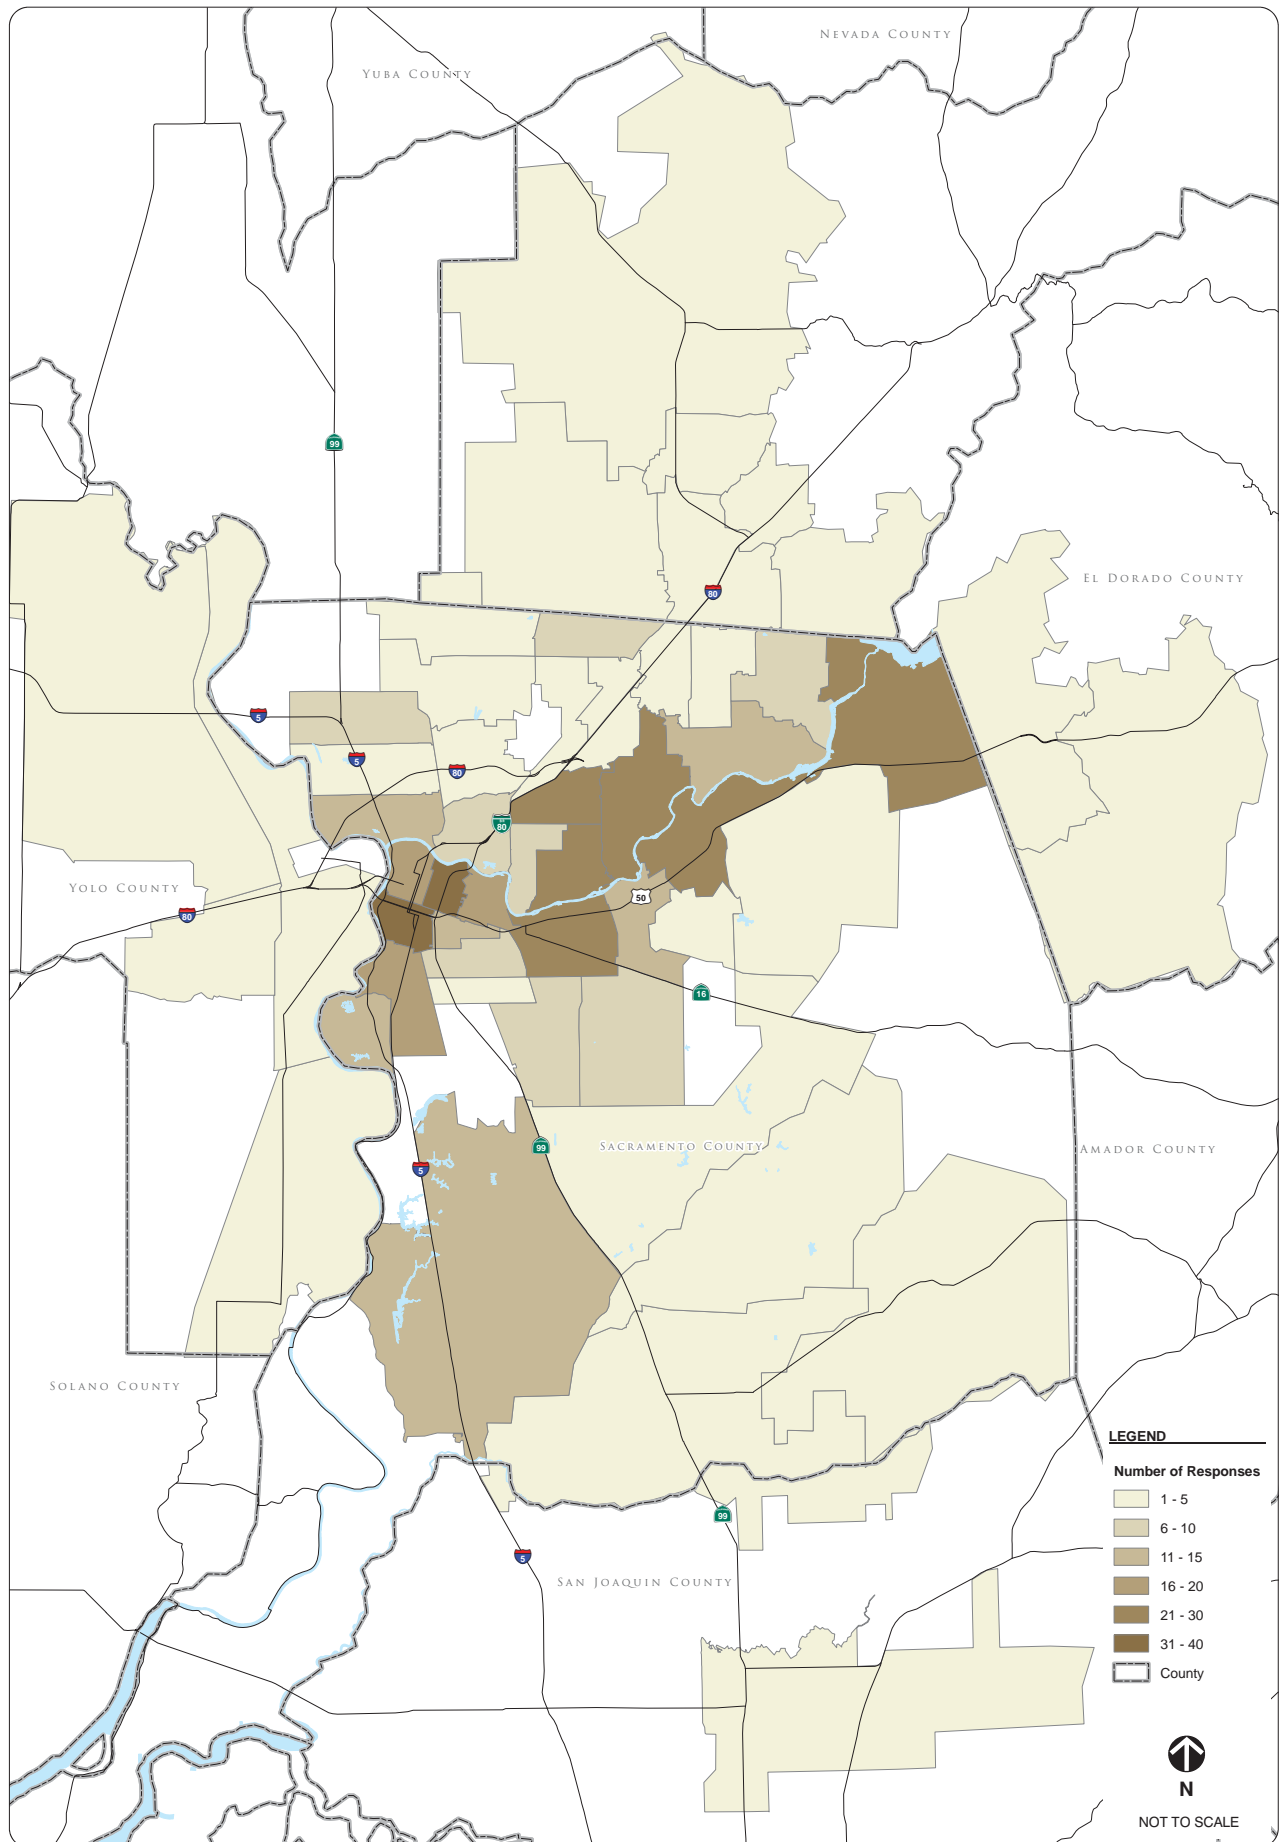 NEVADA COUNTY
YUBA COUNTY
99
EL DORADO COUNTY
80
5
5
80
80
YOLO COUNTY
50
80
16
SACRAMENTO COUNTY
99
AMADOR COUNTY
5
SOLANO COUNTY
LEGEND
Number of Responses
1 - 5
6 - 10
11 - 15
16 - 20
21 - 30
31 - 40
County
99
5
SAN JOAQUIN COUNTY
N
NOT TO SCALE